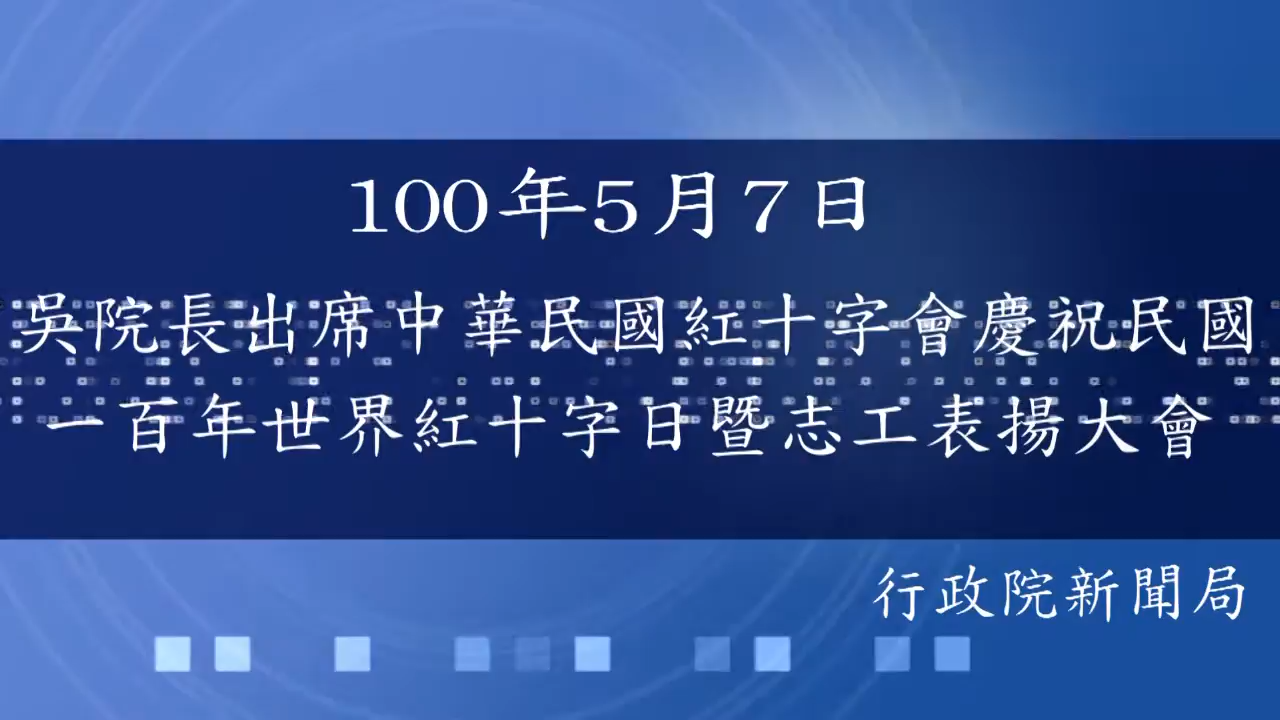 100年5月7日
吳院長出席中華民國紅十字會慶祝民國
一百年世界紅十字日暨志工表揚大會
行政院新聞局